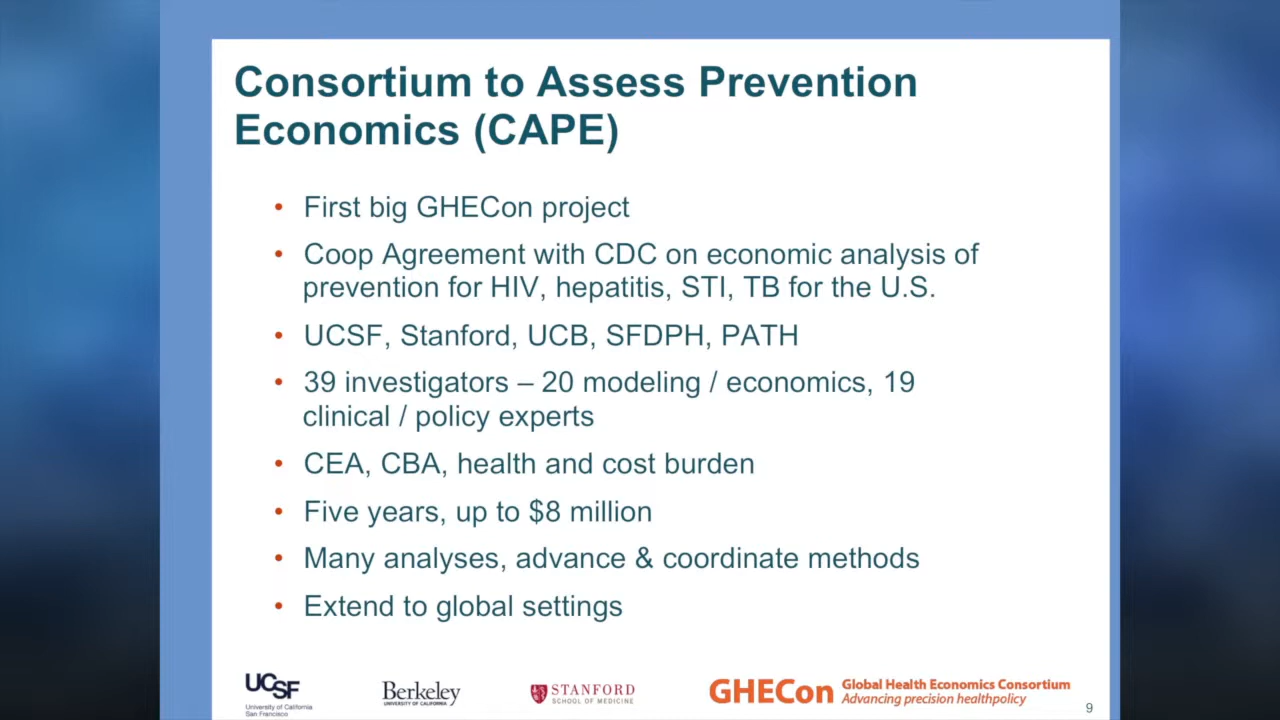 Consortium to Assess Prevention
Economics (CAPE)
• First big GHECon project
• Coop Agreement with CDC on economic analysis of
prevention for HIV, hepatitis, STI, TB for the U.S.
• UCSF, Stanford, UCB, SFDPH, PATH
• 39 investigators – 20 modeling / economics, 19
clinical / policy experts
• CEA, CBA, health and cost burden
• Five years, up to $8 million
• Many analyses, advance & coordinate methods
• Extend to global settings
UCSF
University of California
San Francisco
Berkeley
UNIVERSITY OF CALIFORNIA
STANFORD
SCHOOL OF MEDICINE
GHECon
Global Health Economics Consortium
Advancing precision healthpolicy
9